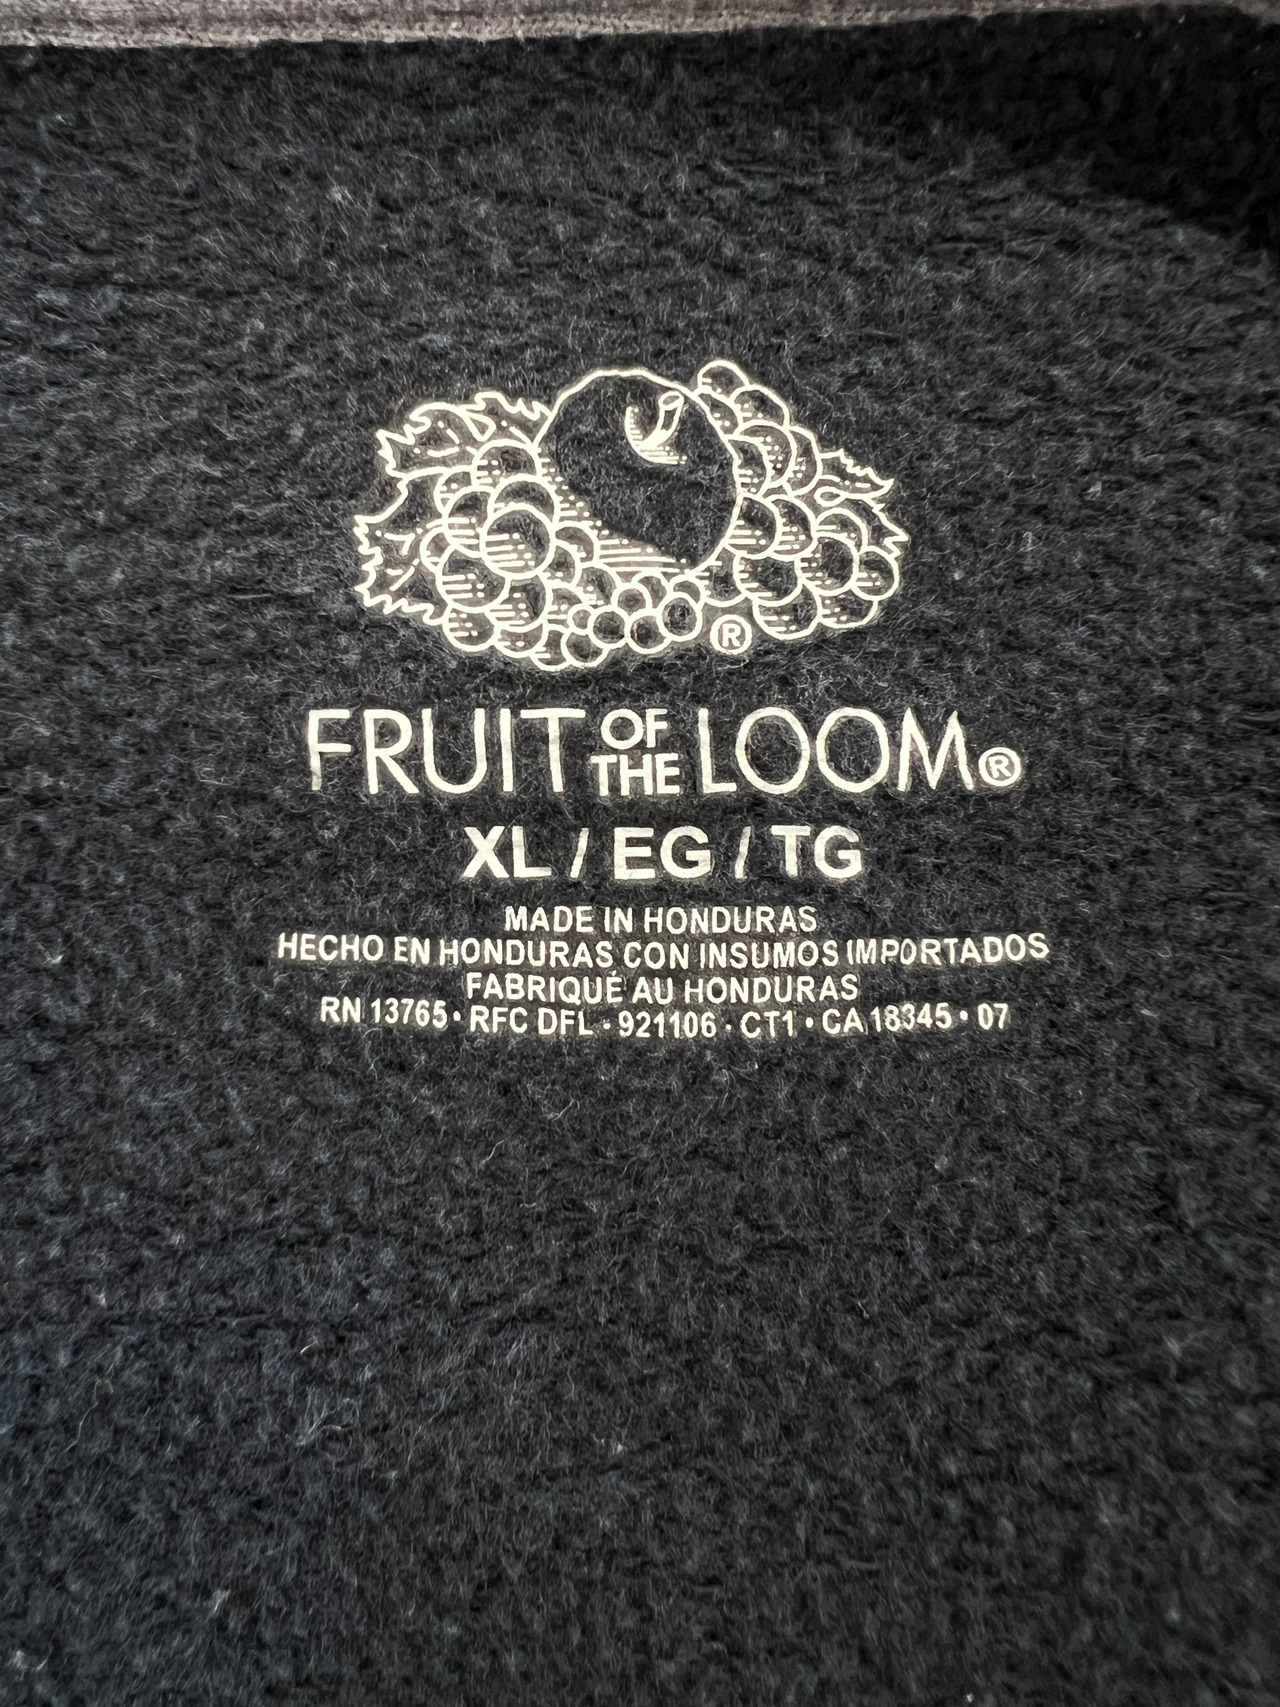 ®
FRUIT OF THE LOOM®
XL / EG / TG
MADE IN HONDURAS
HECHO EN HONDURAS CON INSUMOS IMPORTADOS
FABRIQUÉ AU HONDURAS
RN 13765 • RFC DFL - 921106 • CT1 • CA 18345 • 07